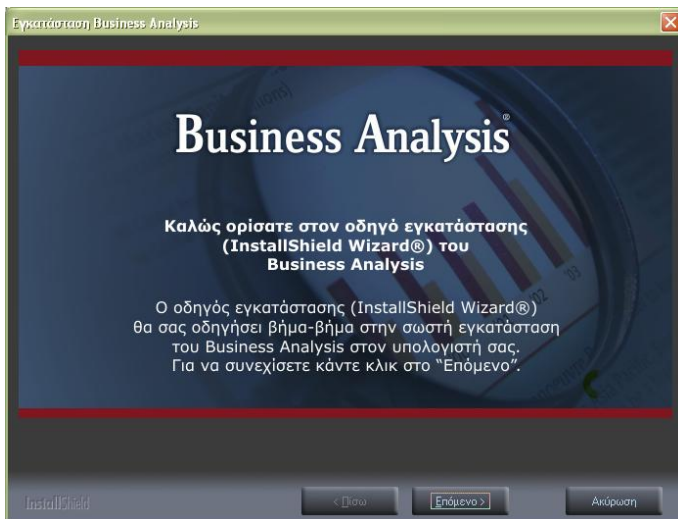 Εγκατάσταση Business Analysis
Business Analysis®
Καλώς ορίσατε στον οδηγό εγκατάστασης
(InstallShield Wizard®) του
Business Analysis
Ο οδηγός εγκατάστασης (InstallShield Wizard®)
θα σας οδηγήσει βήμα-βήμα στην σωστή εγκατάσταση
του Business Analysis στον υπολογιστή σας.
Για να συνεχίσετε κάντε κλικ στο “Επόμενο”.
'02
'03
InstallShield
< Πίσω
Επόμενο >
Ακύρωση